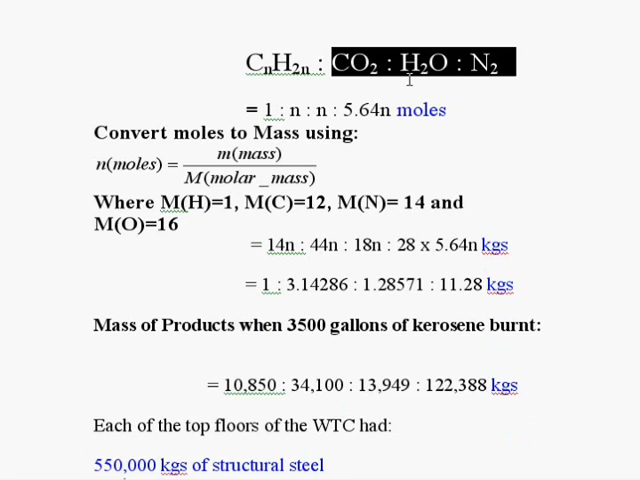 CnH2n : CO2 : H2O : N2
= 1 : n : n : 5.64n moles
Convert moles to Mass using:
n(moles) = m(mass) / M(molar_mass)
Where M(H)=1, M(C)=12, M(N)= 14 and
M(O)=16
= 14n : 44n : 18n : 28 x 5.64n kgs
= 1 : 3.14286 : 1.28571 : 11.28 kgs
Mass of Products when 3500 gallons of kerosene burnt:
= 10,850 : 34,100 : 13,949 : 122,388 kgs
Each of the top floors of the WTC had:
550,000 kgs of structural steel